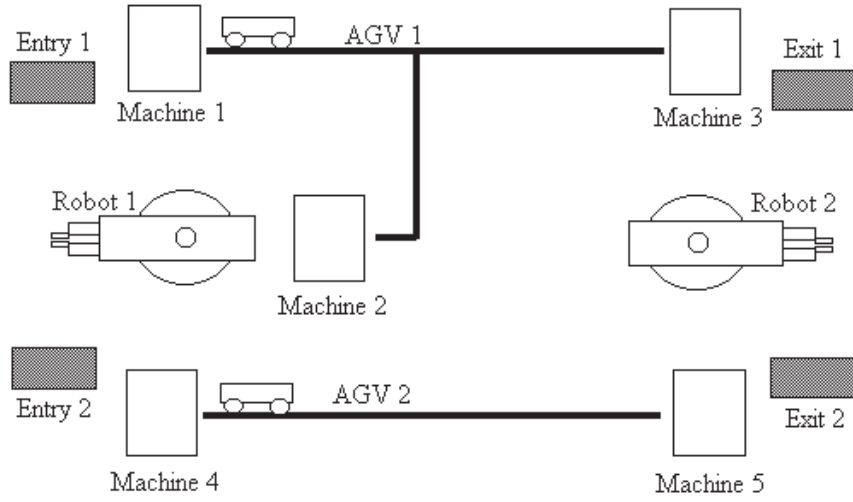 Entry 1
AGV 1
Exit 1
Machine 1
Machine 3
Robot 1
Robot 2
Machine 2
Entry 2
AGV 2
Exit 2
Machine 4
Machine 5